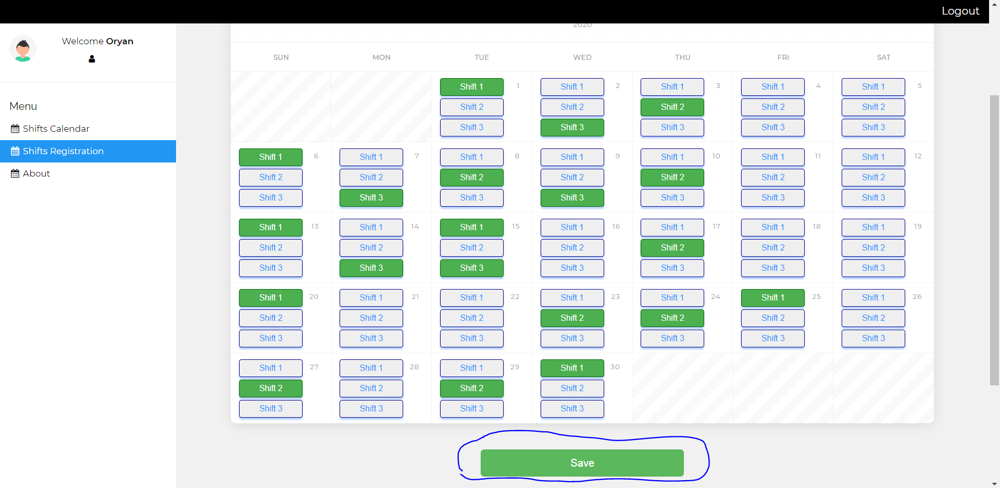 Logout
Welcome Oryan
Menu
Shifts Calendar
Shifts Registration
About
2020
SUN MON TUE WED THU FRI SAT
Shift 1 1 Shift 1 2 Shift 1 3 Shift 1 4 Shift 1 5
Shift 2 Shift 2 Shift 2 Shift 2 Shift 2
Shift 3 Shift 3 Shift 3 Shift 3 Shift 3
Shift 1 6 Shift 1 7 Shift 1 8 Shift 1 9 Shift 1 10 Shift 1 11 Shift 1 12
Shift 2 Shift 2 Shift 2 Shift 2 Shift 2 Shift 2 Shift 2
Shift 3 Shift 3 Shift 3 Shift 3 Shift 3 Shift 3 Shift 3
Shift 1 13 Shift 1 14 Shift 1 15 Shift 1 16 Shift 1 17 Shift 1 18 Shift 1 19
Shift 2 Shift 2 Shift 2 Shift 2 Shift 2 Shift 2 Shift 2
Shift 3 Shift 3 Shift 3 Shift 3 Shift 3 Shift 3 Shift 3
Shift 1 20 Shift 1 21 Shift 1 22 Shift 1 23 Shift 1 24 Shift 1 25 Shift 1 26
Shift 2 Shift 2 Shift 2 Shift 2 Shift 2 Shift 2 Shift 2
Shift 3 Shift 3 Shift 3 Shift 3 Shift 3 Shift 3 Shift 3
Shift 1 27 Shift 1 28 Shift 1 29 Shift 1 30
Shift 2 Shift 2 Shift 2 Shift 2
Shift 3 Shift 3 Shift 3 Shift 3
Save